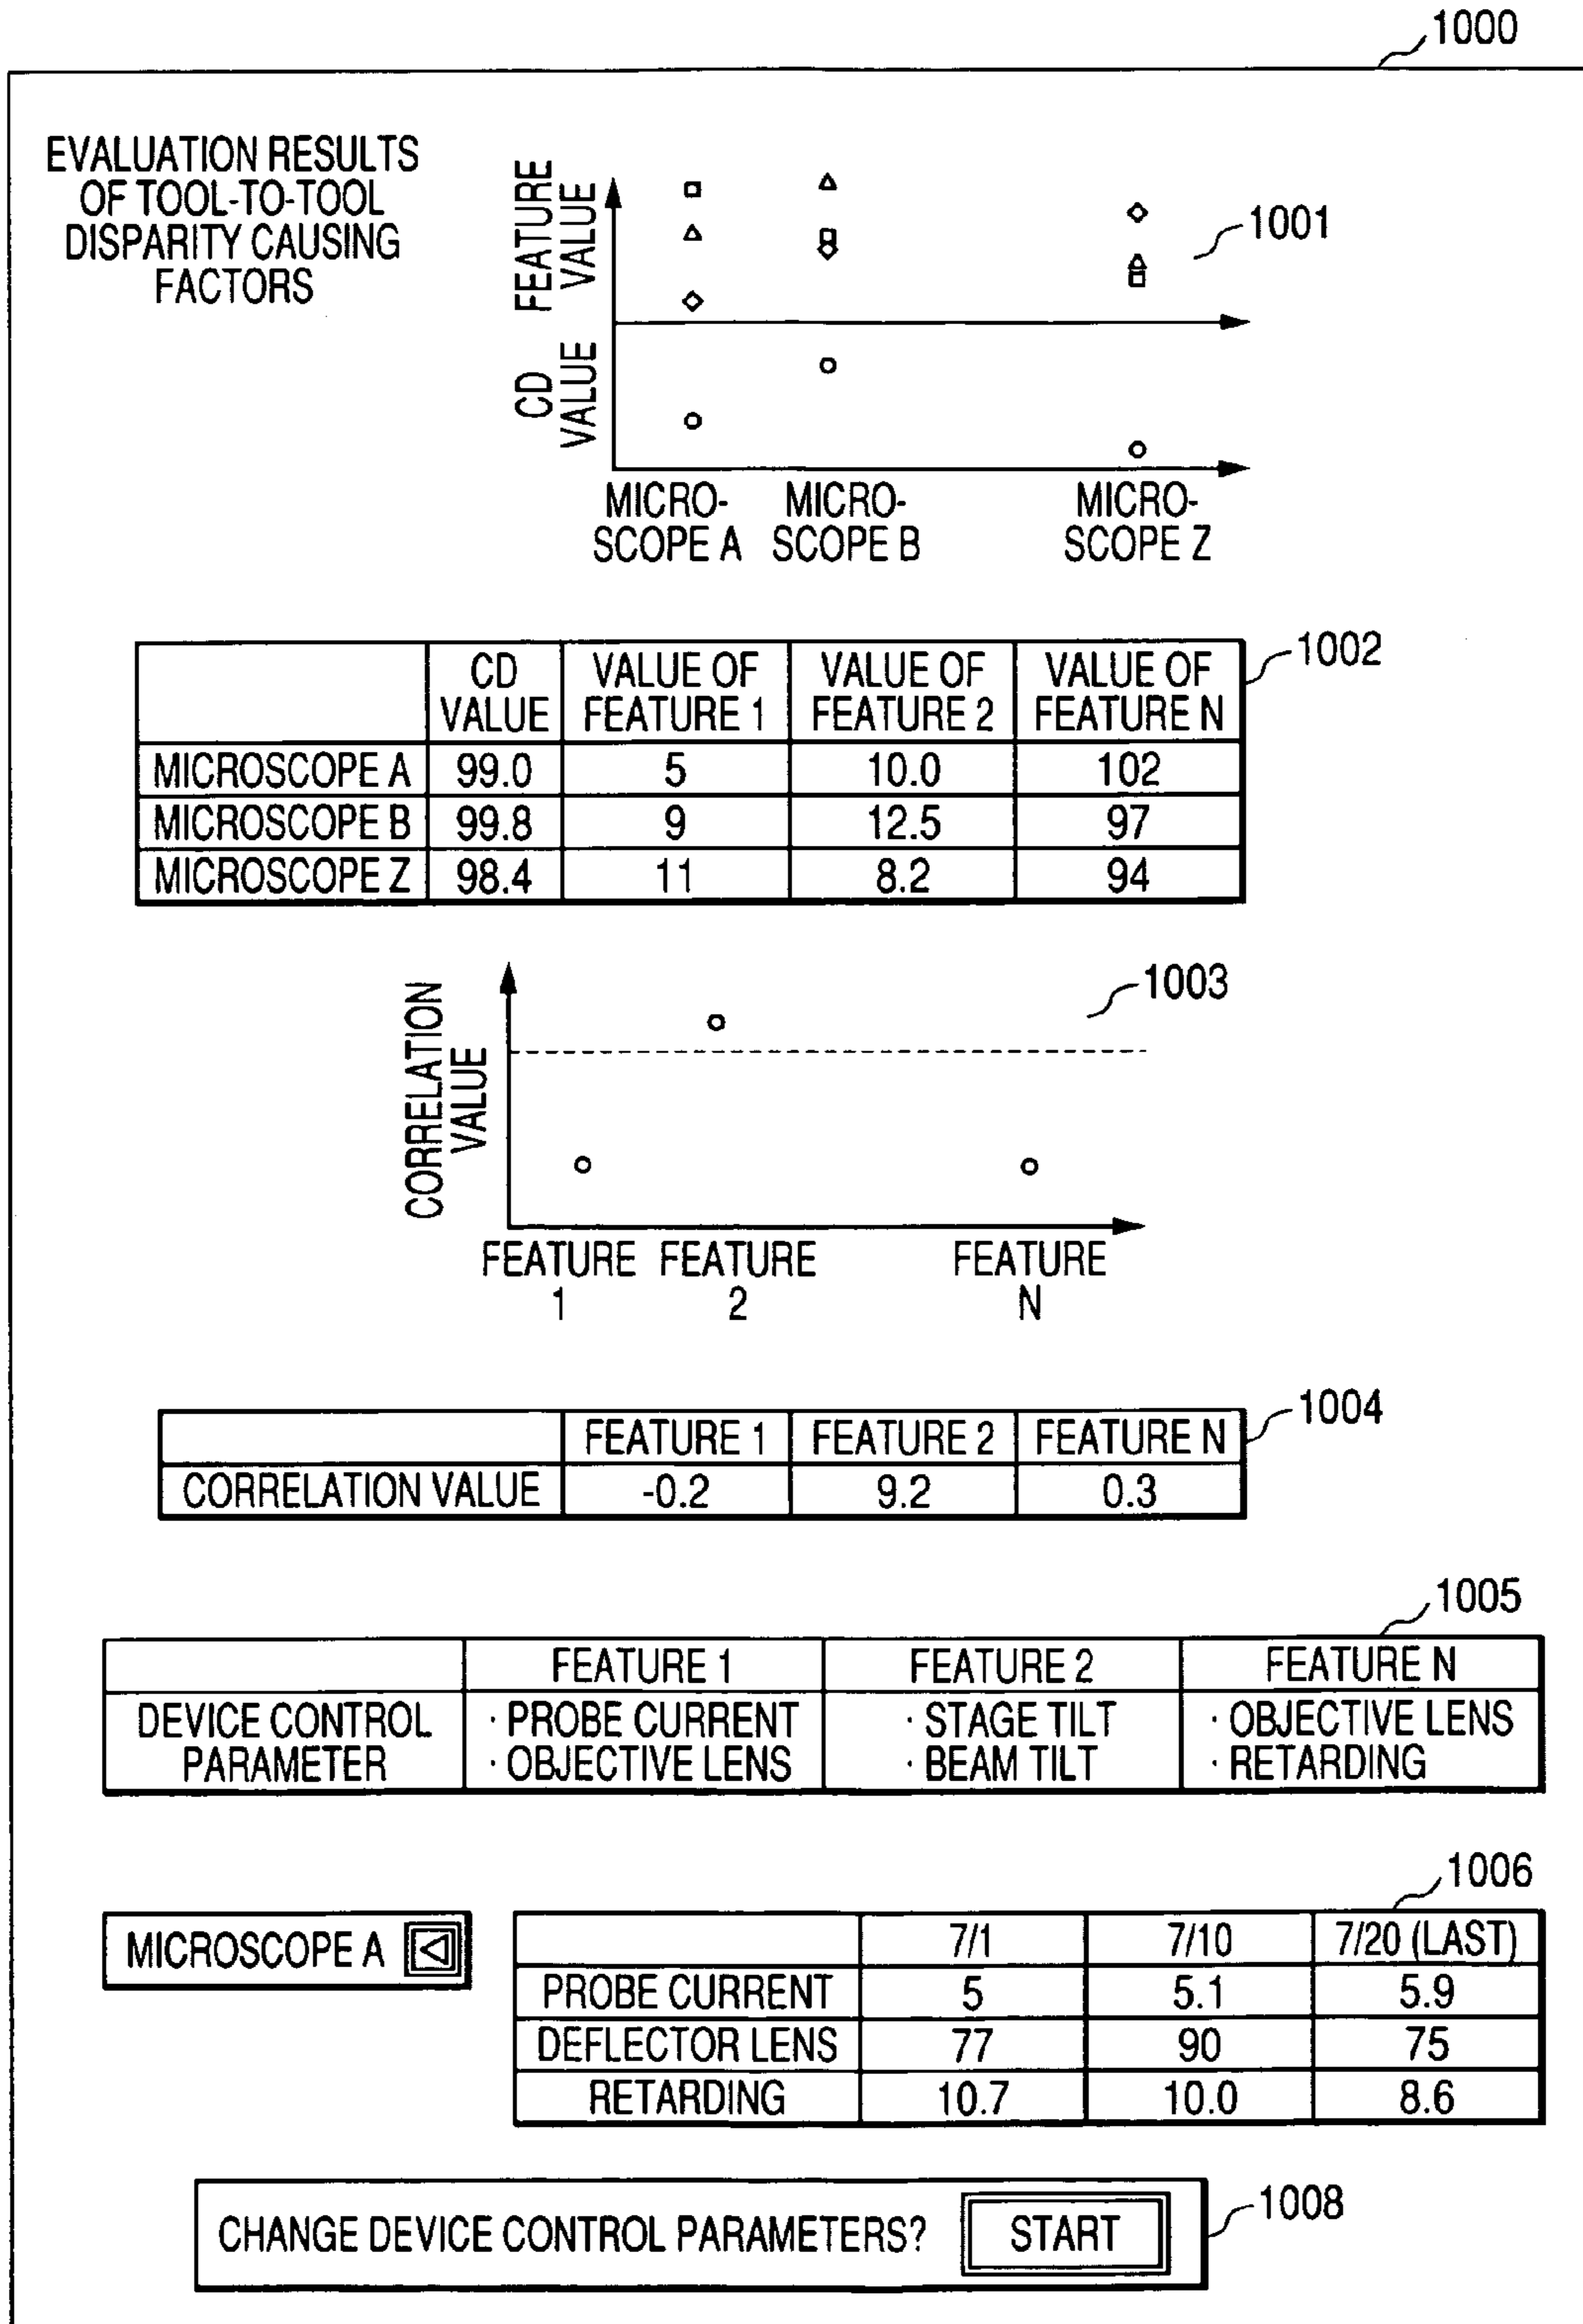 1000
EVALUATION RESULTS
OF TOOL-TO-TOOL
DISPARITY CAUSING
FACTORS
FEATURE
VALUE
CD
VALUE
1001
MICRO- MICRO- MICRO-
SCOPE A SCOPE B SCOPE Z
1002
CD VALUE OF VALUE OF VALUE OF
VALUE FEATURE 1 FEATURE 2 FEATURE N
MICROSCOPE A 99.0 5 10.0 102
MICROSCOPE B 99.8 9 12.5 97
MICROSCOPE Z 98.4 11 8.2 94
1003
CORRELATION
VALUE
FEATURE FEATURE FEATURE
1 2 N
1004
FEATURE 1 FEATURE 2 FEATURE N
CORRELATION VALUE -0.2 9.2 0.3
1005
FEATURE 1 FEATURE 2 FEATURE N
DEVICE CONTROL · PROBE CURRENT · STAGE TILT · OBJECTIVE LENS
PARAMETER · OBJECTIVE LENS · BEAM TILT · RETARDING
1006
MICROSCOPE A 7/1 7/10 7/20 (LAST)
PROBE CURRENT 5 5.1 5.9
DEFLECTOR LENS 77 90 75
RETARDING 10.7 10.0 8.6
CHANGE DEVICE CONTROL PARAMETERS? START 1008